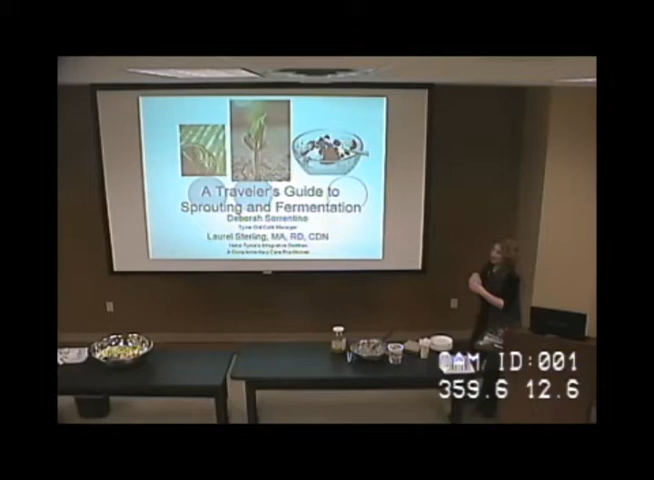 A Traveler's Guide to
Sprouting and Fermentation
Deborah Sorrentino
Laurel Sterling, MA, RD, CDN
CAM ID:001
359.6 12.6